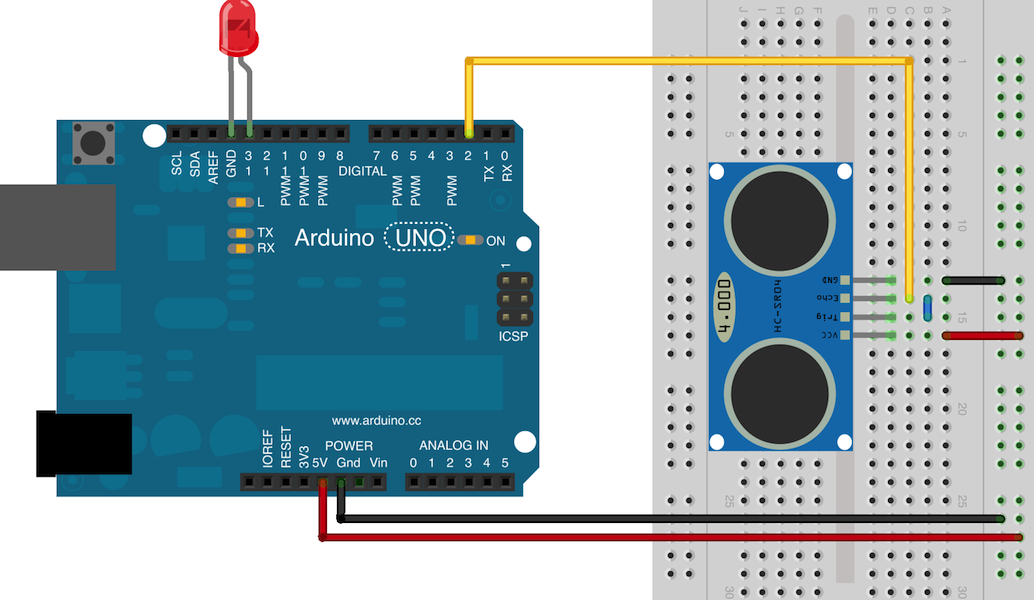 J I H G F E D C B A
1
5
10
15
20
25
25
30
30
SCL
SDA
AREF
GND
13
12
PWM 11
PWM 10
PWM 9
8
DIGITAL
7
PWM 6
PWM 5
4
PWM 3
2
TX 1
RX 0
L
TX
RX
Arduino UNO
ON
1
ICSP
www.arduino.cc
POWER
IOREF
RESET
3V3
5V
Gnd
Vin
ANALOG IN
0 1 2 3 4 5
4.000
HC-SR04
GND
Echo
Trig
VCC
5